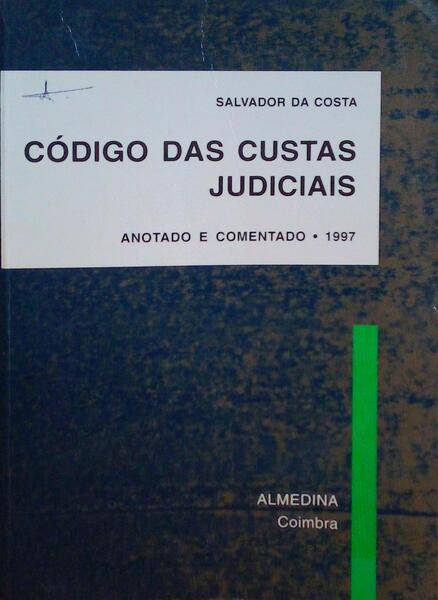 SALVADOR DA COSTA
CÓDIGO DAS CUSTAS
JUDICIAIS
ANOTADO E COMENTADO • 1997
ALMEDINA
Coimbra